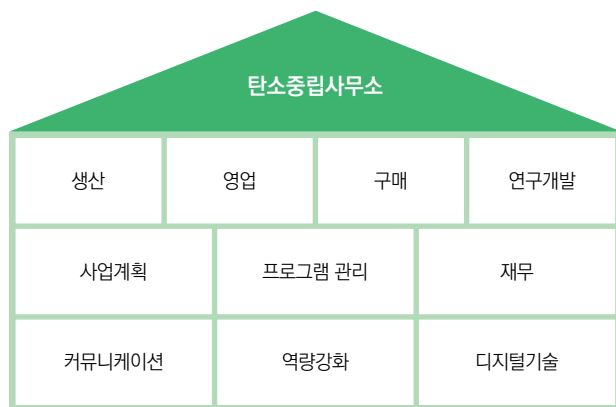 탄소중립사무소
생산 영업 구매 연구개발
사업계획 프로그램 관리 재무
커뮤니케이션 역량강화 디지털기술